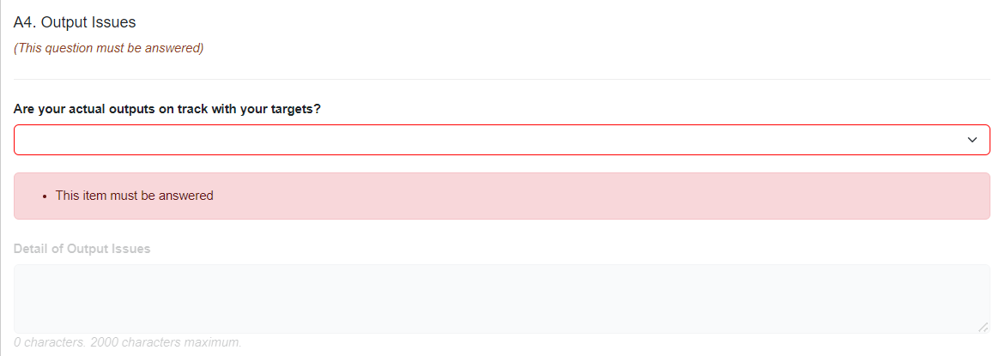 A4. Output Issues
(This question must be answered)
Are your actual outputs on track with your targets?
This item must be answered
Detail of Output Issues
0 characters. 2000 characters maximum.